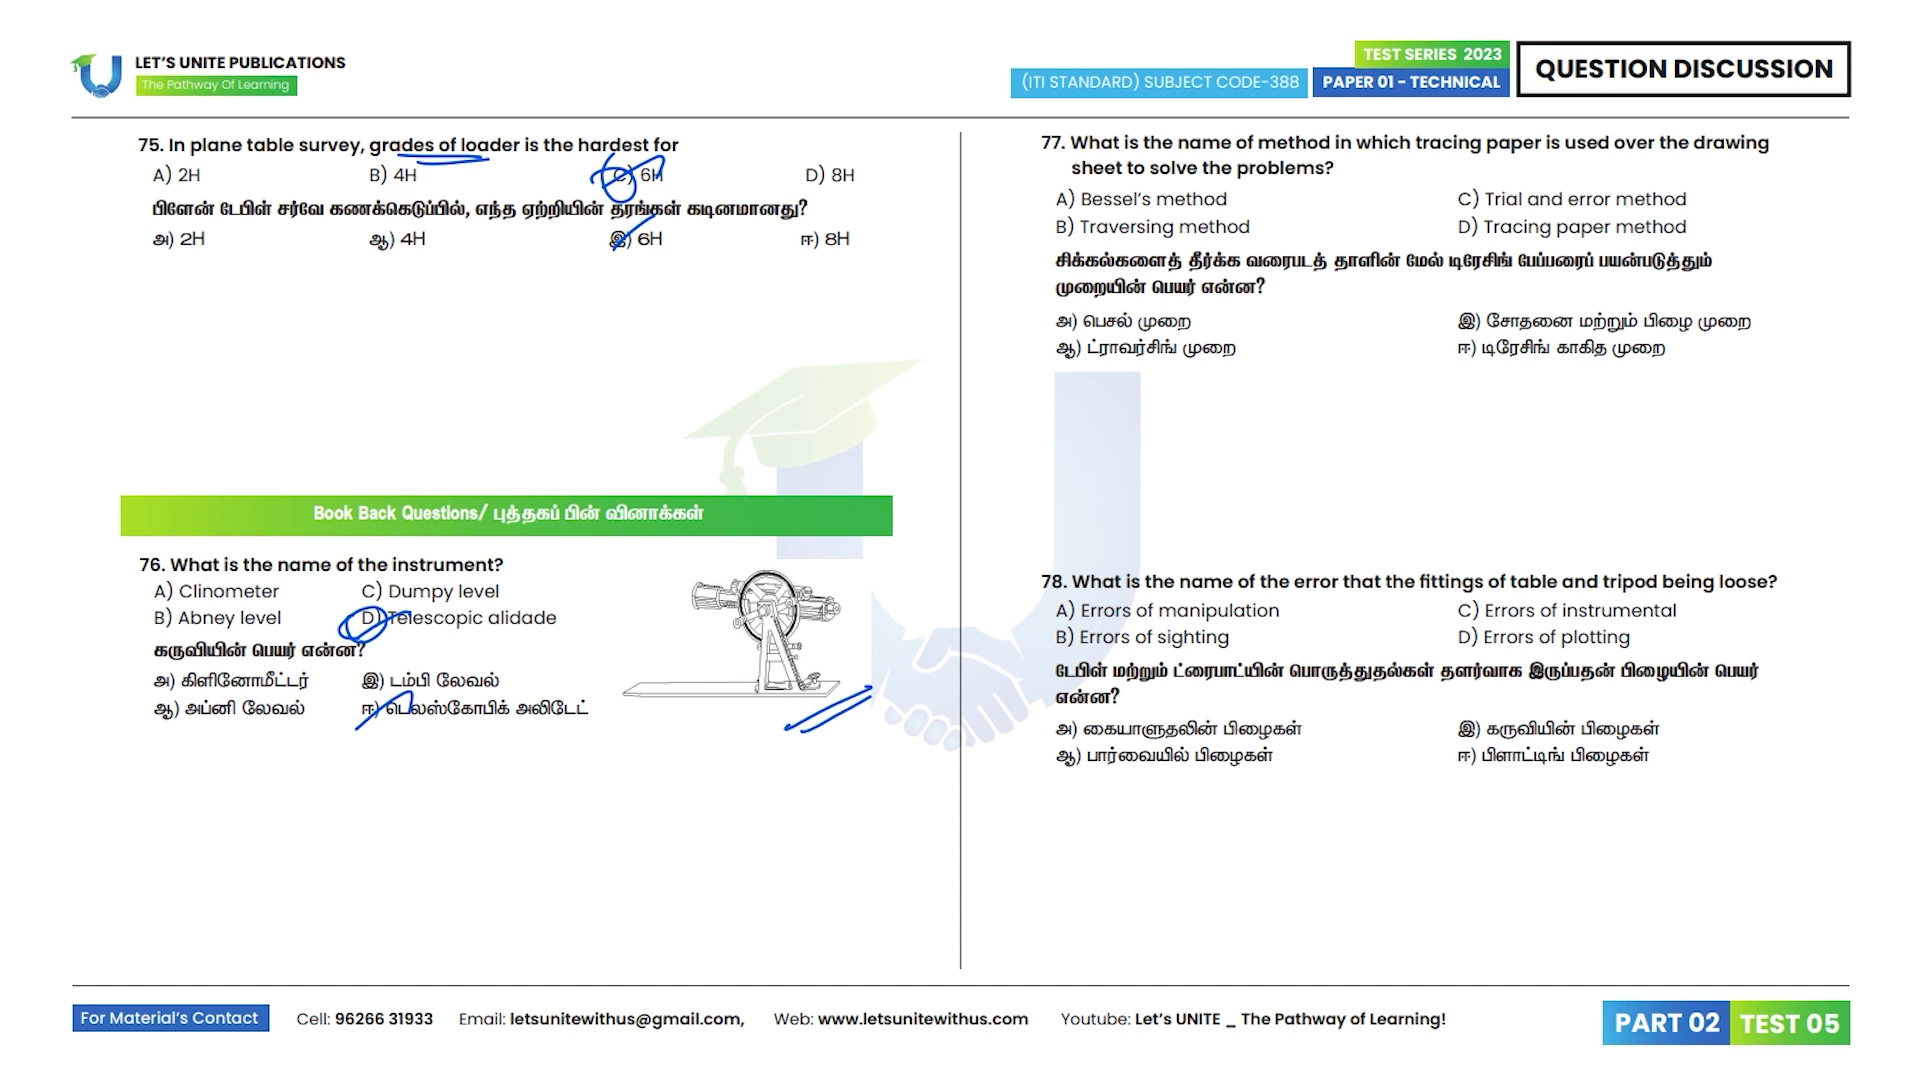 LET'S UNITE PUBLICATIONS
The Pathway Of Learning
TEST SERIES 2023
(ITI STANDARD) SUBJECT CODE-388
PAPER 01 - TECHNICAL
QUESTION DISCUSSION
75. In plane table survey, grades of loader is the hardest for
A) 2H B) 4H C) 6H D) 8H
பிளேன் டேபிள் சர்வே கணக்கெடுப்பில், எந்த ஏற்றியின் தரங்கள் கடினமானது?
அ) 2H ஆ) 4H இ) 6H ஈ) 8H
Book Back Questions/ புத்தகப் பின் வினாக்கள்
76. What is the name of the instrument?
A) Clinometer C) Dumpy level
B) Abney level D) Telescopic alidade
கருவியின் பெயர் என்ன?
அ) கிளினோமீட்டர் இ) டம்பி லேவல்
ஆ) அப்னி லேவல் ஈ) டெலஸ்கோபிக் அலிடேட்
77. What is the name of method in which tracing paper is used over the drawing
sheet to solve the problems?
A) Bessel's method C) Trial and error method
B) Traversing method D) Tracing paper method
சிக்கல்களைத் தீர்க்க வரைபடத் தாளின் மேல் டிரேசிங் பேப்பரைப் பயன்படுத்தும்
முறையின் பெயர் என்ன?
அ) பெசல் முறை இ) சோதனை மற்றும் பிழை முறை
ஆ) ட்ராவர்சிங் முறை ஈ) டிரேசிங் காகித முறை
78. What is the name of the error that the fittings of table and tripod being loose?
A) Errors of manipulation C) Errors of instrumental
B) Errors of sighting D) Errors of plotting
டேபிள் மற்றும் ட்ரைபாட்யின் பொருத்துதல்கள் தளர்வாக இருப்பதன் பிழையின் பெயர்
என்ன?
அ) கையாளுதலின் பிழைகள் இ) கருவியின் பிழைகள்
ஆ) பார்வையில் பிழைகள் ஈ) பிளாட்டிங் பிழைகள்
For Material's Contact Cell: 96266 31933 Email: letsunitewithus@gmail.com, Web: www.letsunitewithus.com Youtube: Let's UNITE _ The Pathway of Learning!
PART 02 TEST 05